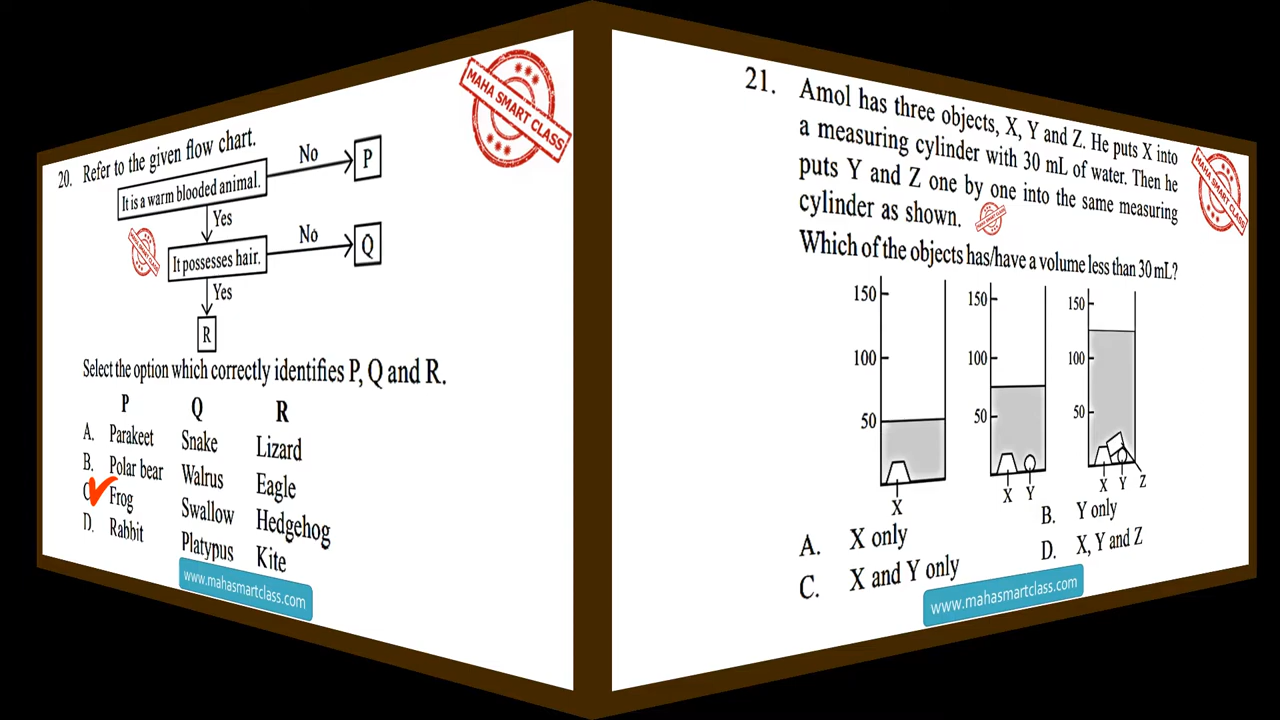 20. Refer to the given flow chart.
It is a warm blooded animal.
No
P
Yes
It possesses hair.
No
Q
Yes
R
Select the option which correctly identifies P, Q and R.
P Q R
A. Parakeet Snake Lizard
B. Polar bear Walrus Eagle
C. Frog Swallow Hedgehog
D. Rabbit Platypus Kite
MAHA SMART CLASS
www.mahasmartclass.com
21. Amol has three objects, X, Y and Z. He puts X into
a measuring cylinder with 30 mL of water. Then he
puts Y and Z one by one into the same measuring
cylinder as shown.
Which of the objects has/have a volume less than 30 mL?
150
100
50
X
150
100
50
X Y
150
100
50
X Y Z
A. X only
B. Y only
C. X and Y only
D. X, Y and Z
MAHA SMART CLASS
www.mahasmartclass.com